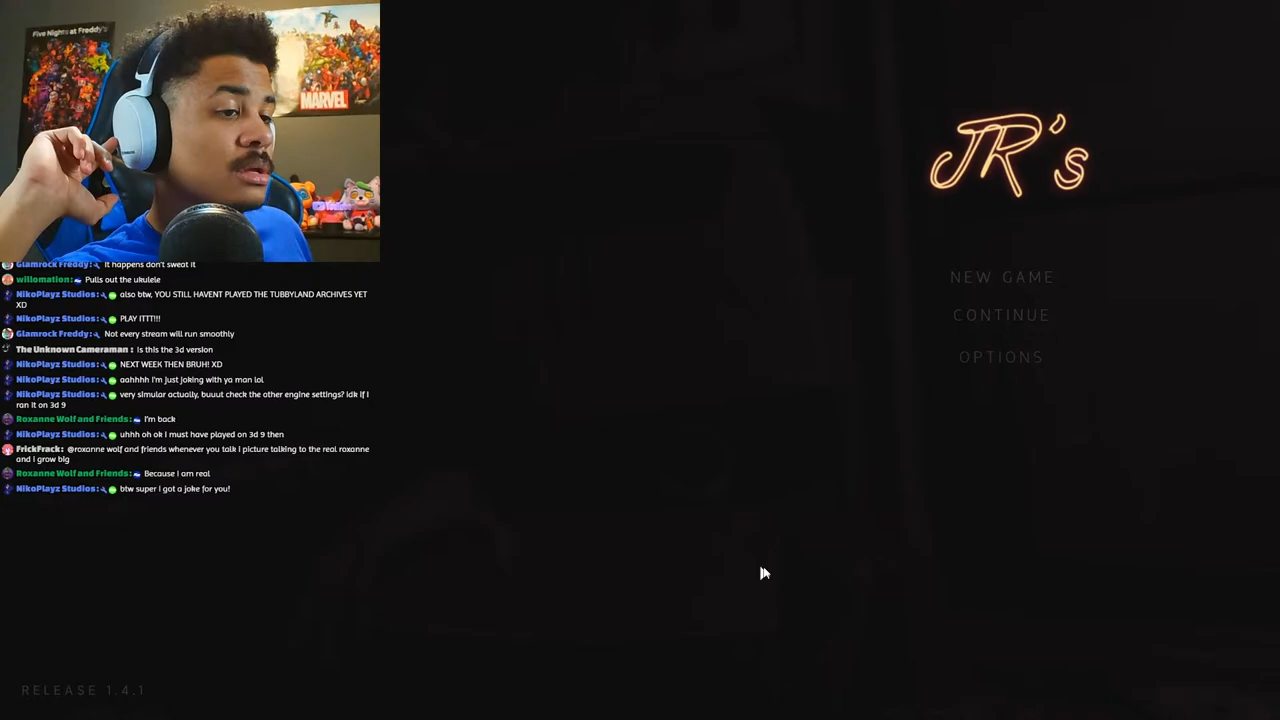 Five Nights at Freddy's
MARVEL
JR's
NEW GAME
CONTINUE
OPTIONS
Glamrock Freddy: It happens don't sweat it
willomation: Pulls out the ukulele
NikoPlayz Studios: also btw, YOU STILL HAVENT PLAYED THE TUBBYLAND ARCHIVES YET
XD
NikoPlayz Studios: PLAY ITTT!!!
Glamrock Freddy: Not every stream will run smoothly
The Unknown Cameraman: Is this the 3d version
NikoPlayz Studios: NEXT WEEK THEN BRUH! XD
NikoPlayz Studios: aahhhh I'm just joking with ya man lol
NikoPlayz Studios: very simular actually, buuut check the other engine settings? idk if I
ran it on 3d 9
Roxanne Wolf and Friends: I'm back
NikoPlayz Studios: uhhh oh ok I must have played on 3d 9 then
FrickFrack: @roxanne wolf and friends whenever you talk i picture talking to the real roxanne
and I grow big
Roxanne Wolf and Friends: Because I am real
NikoPlayz Studios: btw super I got a joke for you!
RELEASE 1.4.1